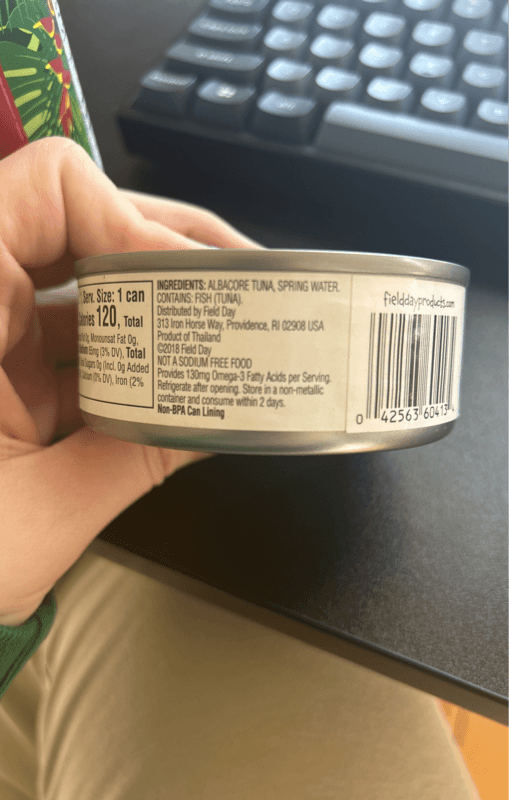 Serv. Size: 1 can
120, Total
Monounsat Fat 0g,
(3% DV), Total
Sugars 0g (Incl. 0g Added
(0% DV), Iron (2%
INGREDIENTS: ALBACORE TUNA, SPRING WATER.
CONTAINS: FISH (TUNA).
Distributed by Field Day
313 Iron Horse Way, Providence, RI 02908 USA
Product of Thailand
©2018 Field Day
NOT A SODIUM FREE FOOD
Provides 130mg Omega-3 Fatty Acids per Serving.
Refrigerate after opening. Store in a non-metallic
container and consume within 2 days.
Non-BPA Can Lining
fielddayproducts.com
0 42563 60413